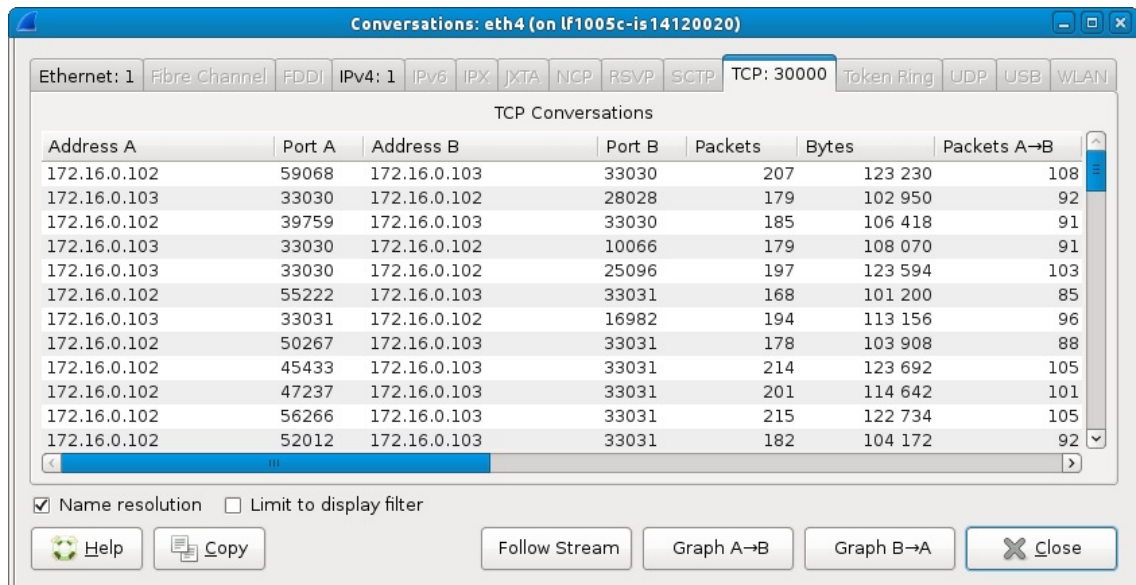 Conversations: eth4 (on lf1005c-is14120020)
Ethernet: 1 Fibre Channel FDDI IPv4: 1 IPv6 IPX JXTA NCP RSVP SCTP TCP: 30000 Token Ring UDP USB WLAN
TCP Conversations
Address A Port A Address B Port B Packets Bytes Packets A→B
172.16.0.102 59068 172.16.0.103 33030 207 123 230 108
172.16.0.103 33030 172.16.0.102 28028 179 102 950 92
172.16.0.102 39759 172.16.0.103 33030 185 106 418 91
172.16.0.103 33030 172.16.0.102 10066 179 108 070 91
172.16.0.103 33030 172.16.0.102 25096 197 123 594 103
172.16.0.102 55222 172.16.0.103 33031 168 101 200 85
172.16.0.103 33031 172.16.0.102 16982 194 113 156 96
172.16.0.102 50267 172.16.0.103 33031 178 103 908 88
172.16.0.102 45433 172.16.0.103 33031 214 123 692 105
172.16.0.102 47237 172.16.0.103 33031 201 114 642 101
172.16.0.102 56266 172.16.0.103 33031 215 122 734 105
172.16.0.102 52012 172.16.0.103 33031 182 104 172 92
Name resolution Limit to display filter
Help Copy Follow Stream Graph A→B Graph B→A Close